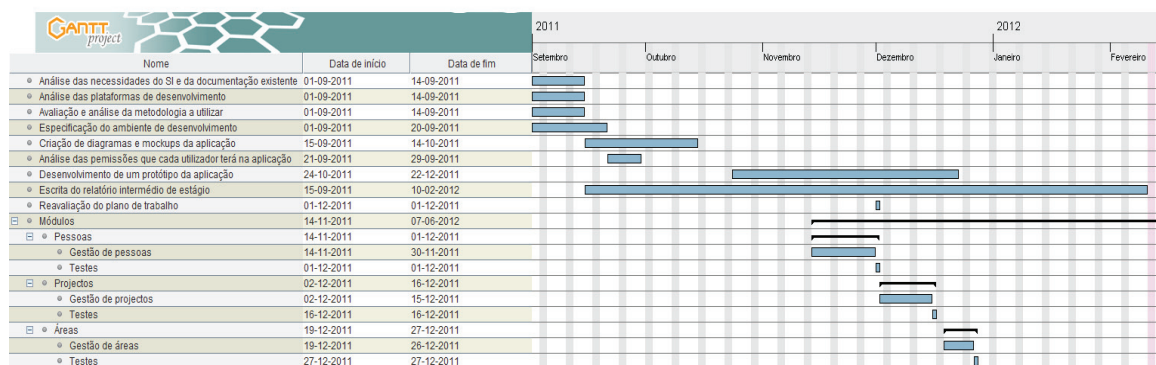 GANTT project
2011
2012
Nome Data de início Data de fim
Setembro Outubro Novembro Dezembro Janeiro Fevereiro
Análise das necessidades do SI e da documentação existente 01-09-2011 14-09-2011
Análise das plataformas de desenvolvimento 01-09-2011 14-09-2011
Avaliação e análise da metodologia a utilizar 01-09-2011 14-09-2011
Especificação do ambiente de desenvolvimento 01-09-2011 20-09-2011
Criação de diagramas e mockups da aplicação 15-09-2011 14-10-2011
Análise das pemissões que cada utilizador terá na aplicação 21-09-2011 29-09-2011
Desenvolvimento de um protótipo da aplicação 24-10-2011 22-12-2011
Escrita do relatório intermédio de estágio 15-09-2011 10-02-2012
Reavaliação do plano de trabalho 01-12-2011 01-12-2011
Módulos 14-11-2011 07-06-2012
Pessoas 14-11-2011 01-12-2011
Gestão de pessoas 14-11-2011 30-11-2011
Testes 01-12-2011 01-12-2011
Projectos 02-12-2011 16-12-2011
Gestão de projectos 02-12-2011 15-12-2011
Testes 16-12-2011 16-12-2011
Áreas 19-12-2011 27-12-2011
Gestão de áreas 19-12-2011 26-12-2011
Testes 27-12-2011 27-12-2011